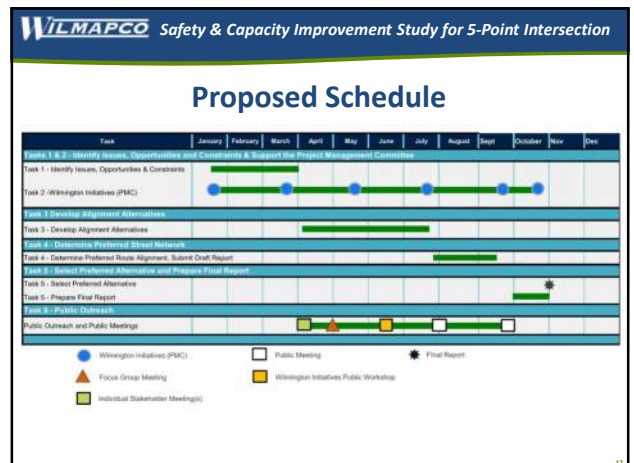 WILMAPCO Safety & Capacity Improvement Study for 5-Point Intersection
Proposed Schedule
Task January February March April May June July August Sept October Nov Dec
Tasks 1 & 2 - Identify Issues, Opportunities and Constraints & Support the Project Management Committee
Task 1 - Identify Issues, Opportunities & Constraints
Task 2 -Wilmington Initiatives (PMC)
Task 3 Develop Alignment Alternatives
Task 3 - Develop Alignment Alternatives
Task 4 - Determine Preferred Street Network
Task 4 - Determine Preferred Route Alignment, Submit Draft Report
Task 5 - Select Preferred Alternative and Prepare Final Report
Task 5 - Select Preferred Alternative
Task 5 - Prepare Final Report
Task 6 - Public Outreach
Public Outreach and Public Meetings
Wilmington Initiatives (PMC) Public Meeting Final Report
Focus Group Meeting Wilmington Initiatives Public Workshop
Individual Stakeholder Meeting(s)